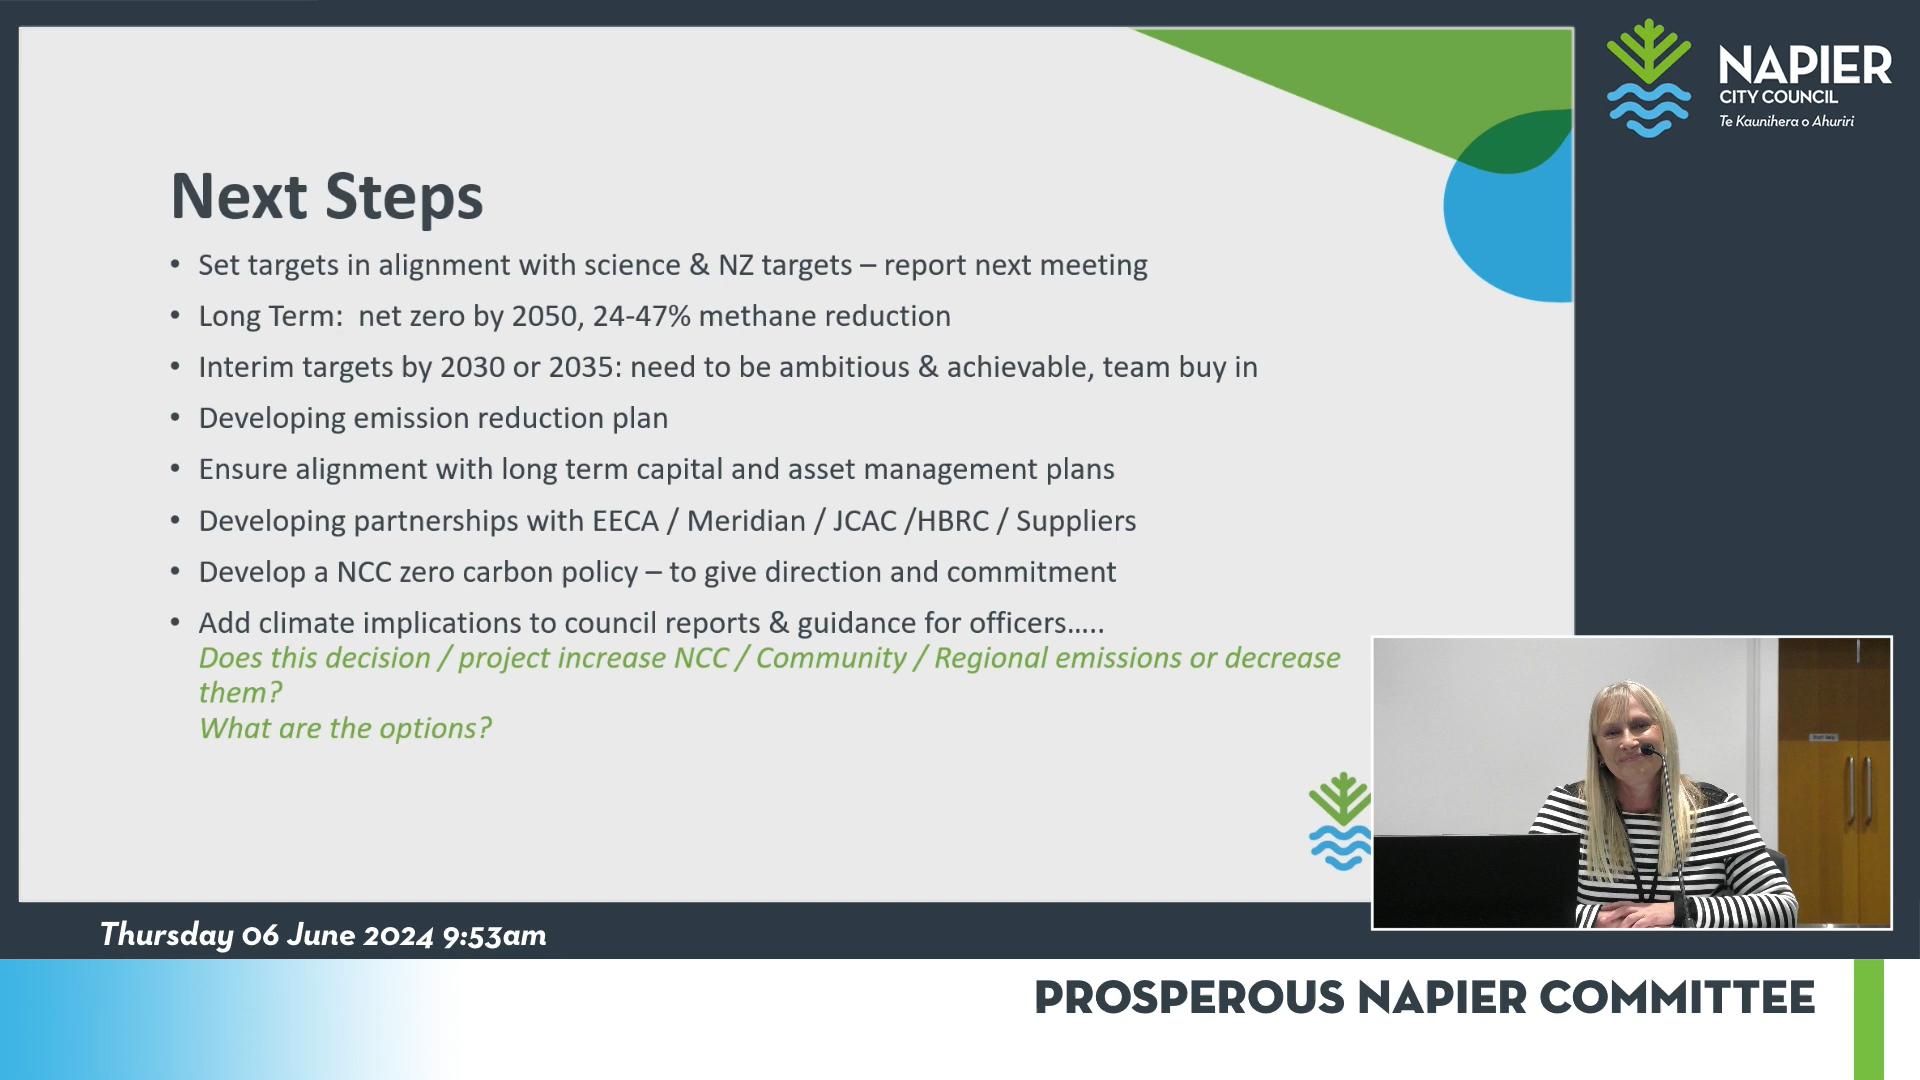 NAPIER
CITY COUNCIL
Te Kaunihera o Ahuriri
Next Steps
• Set targets in alignment with science & NZ targets – report next meeting
• Long Term:  net zero by 2050, 24-47% methane reduction
• Interim targets by 2030 or 2035: need to be ambitious & achievable, team buy in
• Developing emission reduction plan
• Ensure alignment with long term capital and asset management plans
• Developing partnerships with EECA / Meridian / JCAC /HBRC / Suppliers
• Develop a NCC zero carbon policy – to give direction and commitment
• Add climate implications to council reports & guidance for officers.....
Does this decision / project increase NCC / Community / Regional emissions or decrease
them?
What are the options?
Thursday 06 June 2024 9:53am
PROSPEROUS NAPIER COMMITTEE